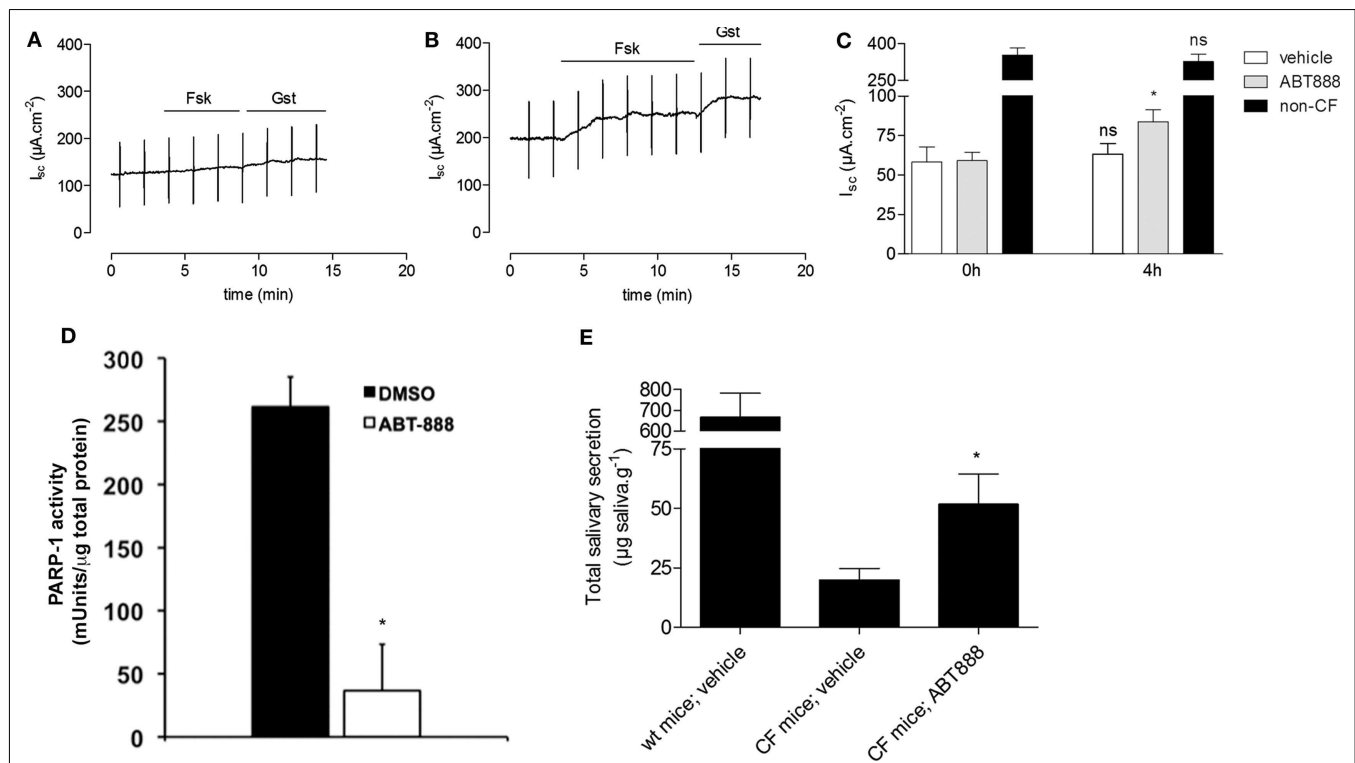 A
400
300
200
100
0
I_sc (μA.cm⁻²)
Fsk
Gst
0
5
10
15
20
time (min)
B
400
300
200
100
0
I_sc (μA.cm⁻²)
Fsk
Gst
0
5
10
15
20
time (min)
C
400
250
100
75
50
25
0
I_sc (μA.cm⁻²)
ns
*
ns
0h
4h
vehicle
ABT888
non-CF
D
300
250
200
150
100
50
0
PARP-1 activity
(mUnits/μg total protein)
DMSO
ABT-888
*
E
800
700
600
75
50
25
0
Total salivary secretion
(μg saliva.g⁻¹)
*
wt mice; vehicle
CF mice; vehicle
CF mice; ABT888